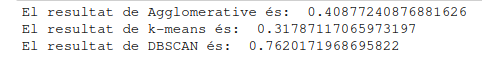 El resultat de Agglomerative és:  0.40877240876881626
El resultat de k-means és:  0.31787117065973197
El resultat de DBSCAN és:  0.7620171968695822